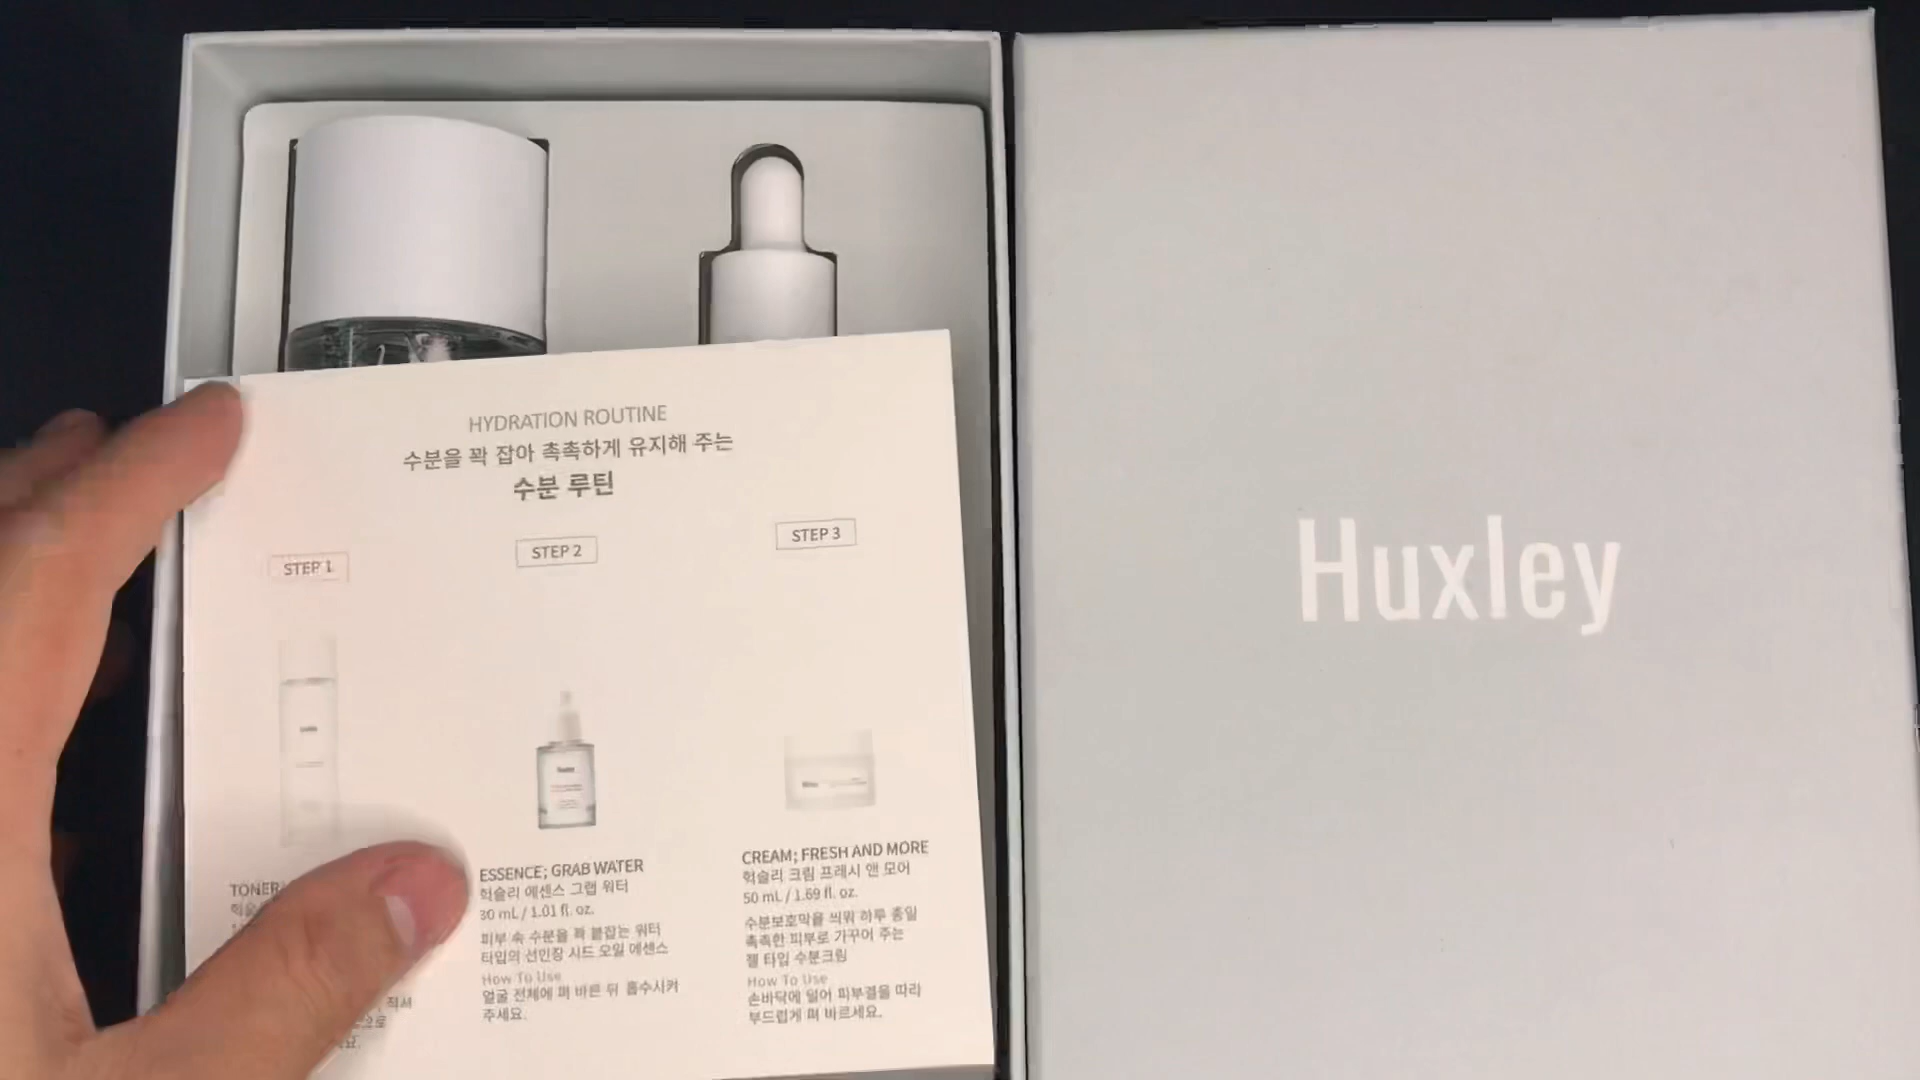 HYDRATION ROUTINE
수분을 꽉 잡아 촉촉하게 유지해 주는
수분 루틴
STEP 1
STEP 2
STEP 3
TONER
ESSENCE; GRAB WATER
헉슬리 에센스 그랩 워터
30 mL / 1.01 fl. oz.
피부 속 수분을 꽉 붙잡는 워터
타입의 선인장 시드 오일 에센스
How To Use
얼굴 전체에 펴 바른 뒤 흡수시켜
주세요.
CREAM; FRESH AND MORE
헉슬리 크림 프레시 앤 모어
50 mL / 1.69 fl. oz.
수분보호막을 씌워 하루 종일
촉촉한 피부로 가꾸어 주는
젤 타입 수분크림
How To Use
손바닥에 덜어 피부결을 따라
부드럽게 펴 바르세요.
Huxley